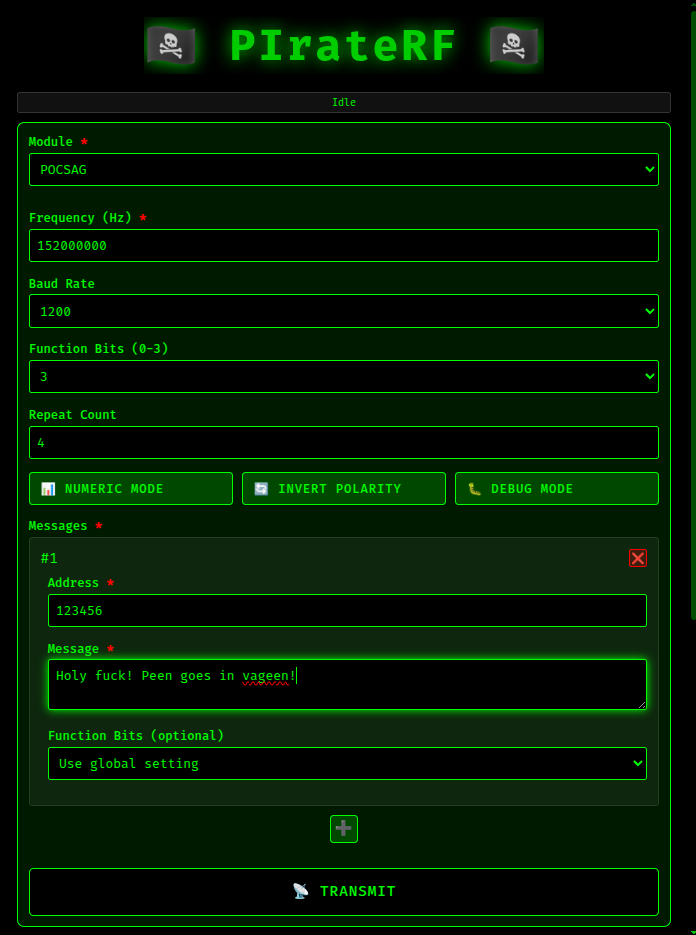 PIrateRF
Idle
Module *
POCSAG
Frequency (Hz) *
152000000
Baud Rate
1200
Function Bits (0-3)
3
Repeat Count
4
NUMERIC MODE
INVERT POLARITY
DEBUG MODE
Messages *
#1
Address *
123456
Message *
Holy fuck! Peen goes in vageen!
Function Bits (optional)
Use global setting
TRANSMIT